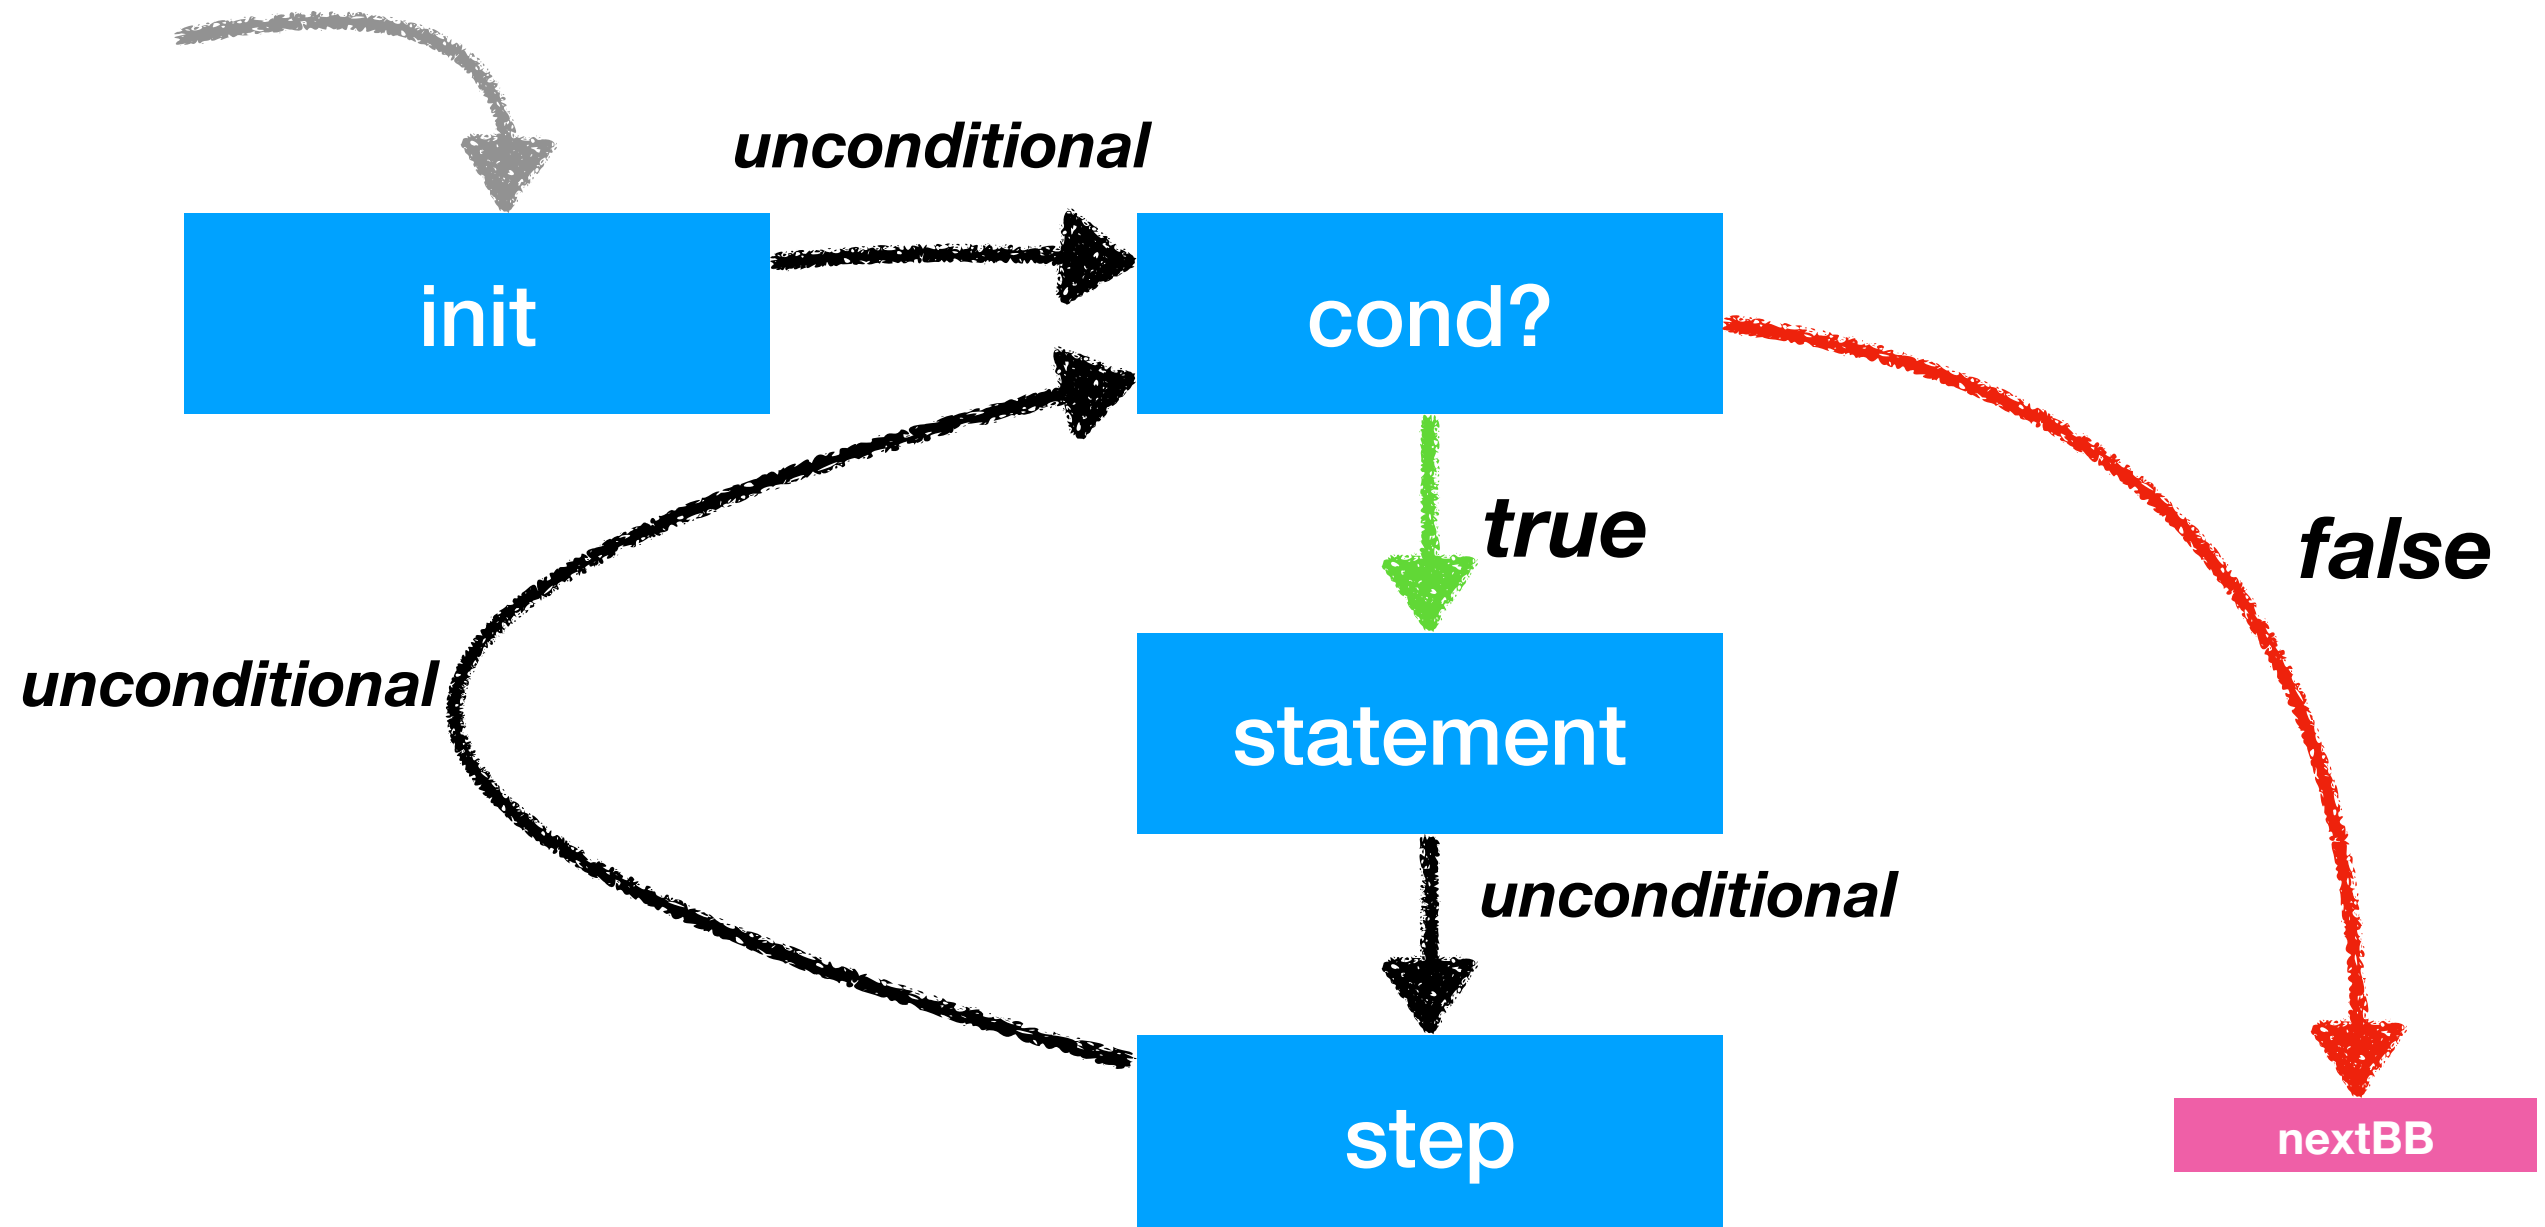 unconditional
init
cond?
true
false
unconditional
statement
unconditional
step
nextBB